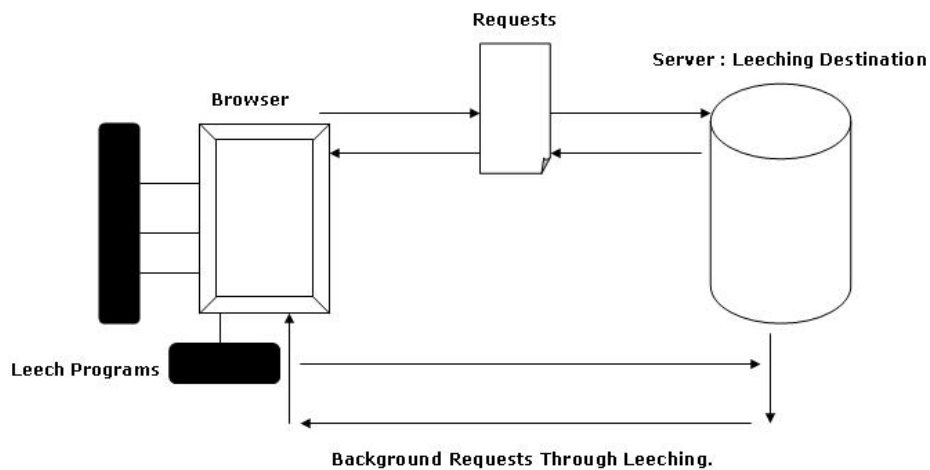 Requests
Server : Leeching Destination
Browser
Leech Programs
Background Requests Through Leeching.